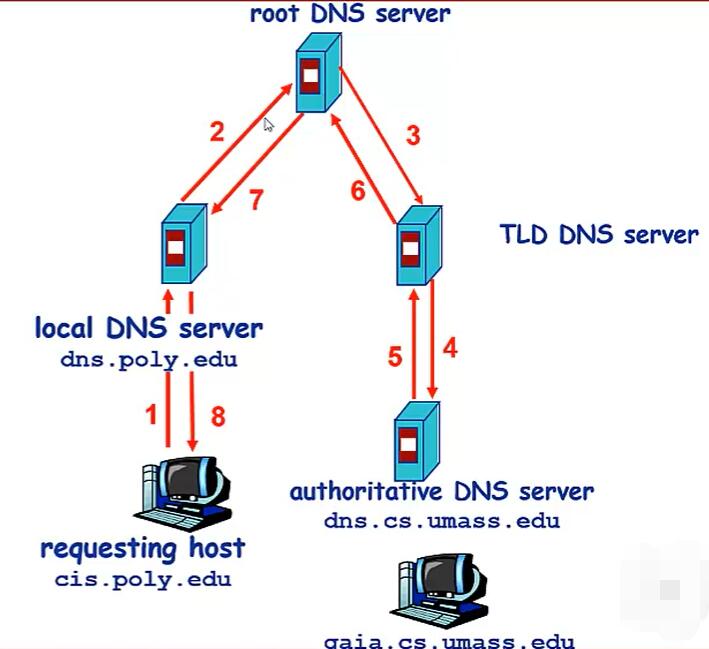 root DNS server
2
3
7
6
TLD DNS server
local DNS server
dns.poly.edu
5
4
1
8
authoritative DNS server
dns.cs.umass.edu
requesting host
cis.poly.edu
gaia.cs.umass.edu